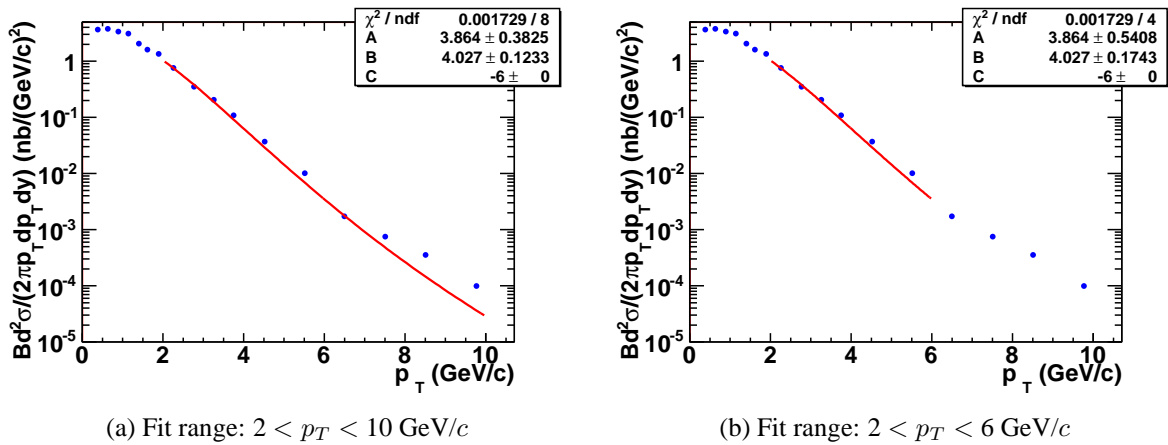 χ² / ndf 0.001729 / 8
A 3.864 ± 0.3825
B 4.027 ± 0.1233
C -6 ± 0
Bd²σ/(2πp_T dp_T dy) (nb/(GeV/c)²)
1
10⁻¹
10⁻²
10⁻³
10⁻⁴
10⁻⁵
0 2 4 6 8 10
p_T (GeV/c)
(a) Fit range: 2 < p_T < 10 GeV/c
χ² / ndf 0.001729 / 4
A 3.864 ± 0.5408
B 4.027 ± 0.1743
C -6 ± 0
Bd²σ/(2πp_T dp_T dy) (nb/(GeV/c)²)
1
10⁻¹
10⁻²
10⁻³
10⁻⁴
10⁻⁵
0 2 4 6 8 10
p_T (GeV/c)
(b) Fit range: 2 < p_T < 6 GeV/c